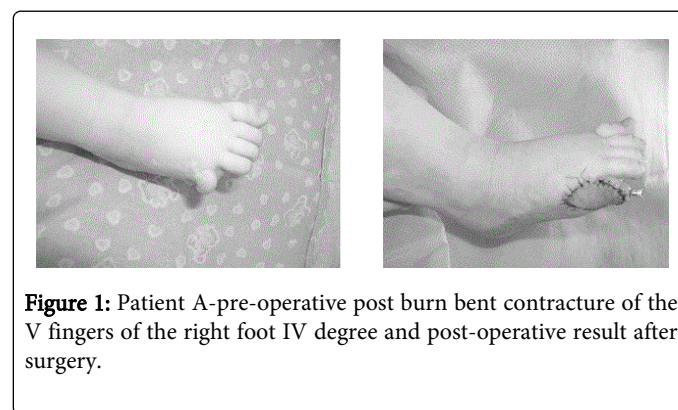 Figure 1: Patient A-pre-operative post burn bent contracture of the
V fingers of the right foot IV degree and post-operative result after
surgery.